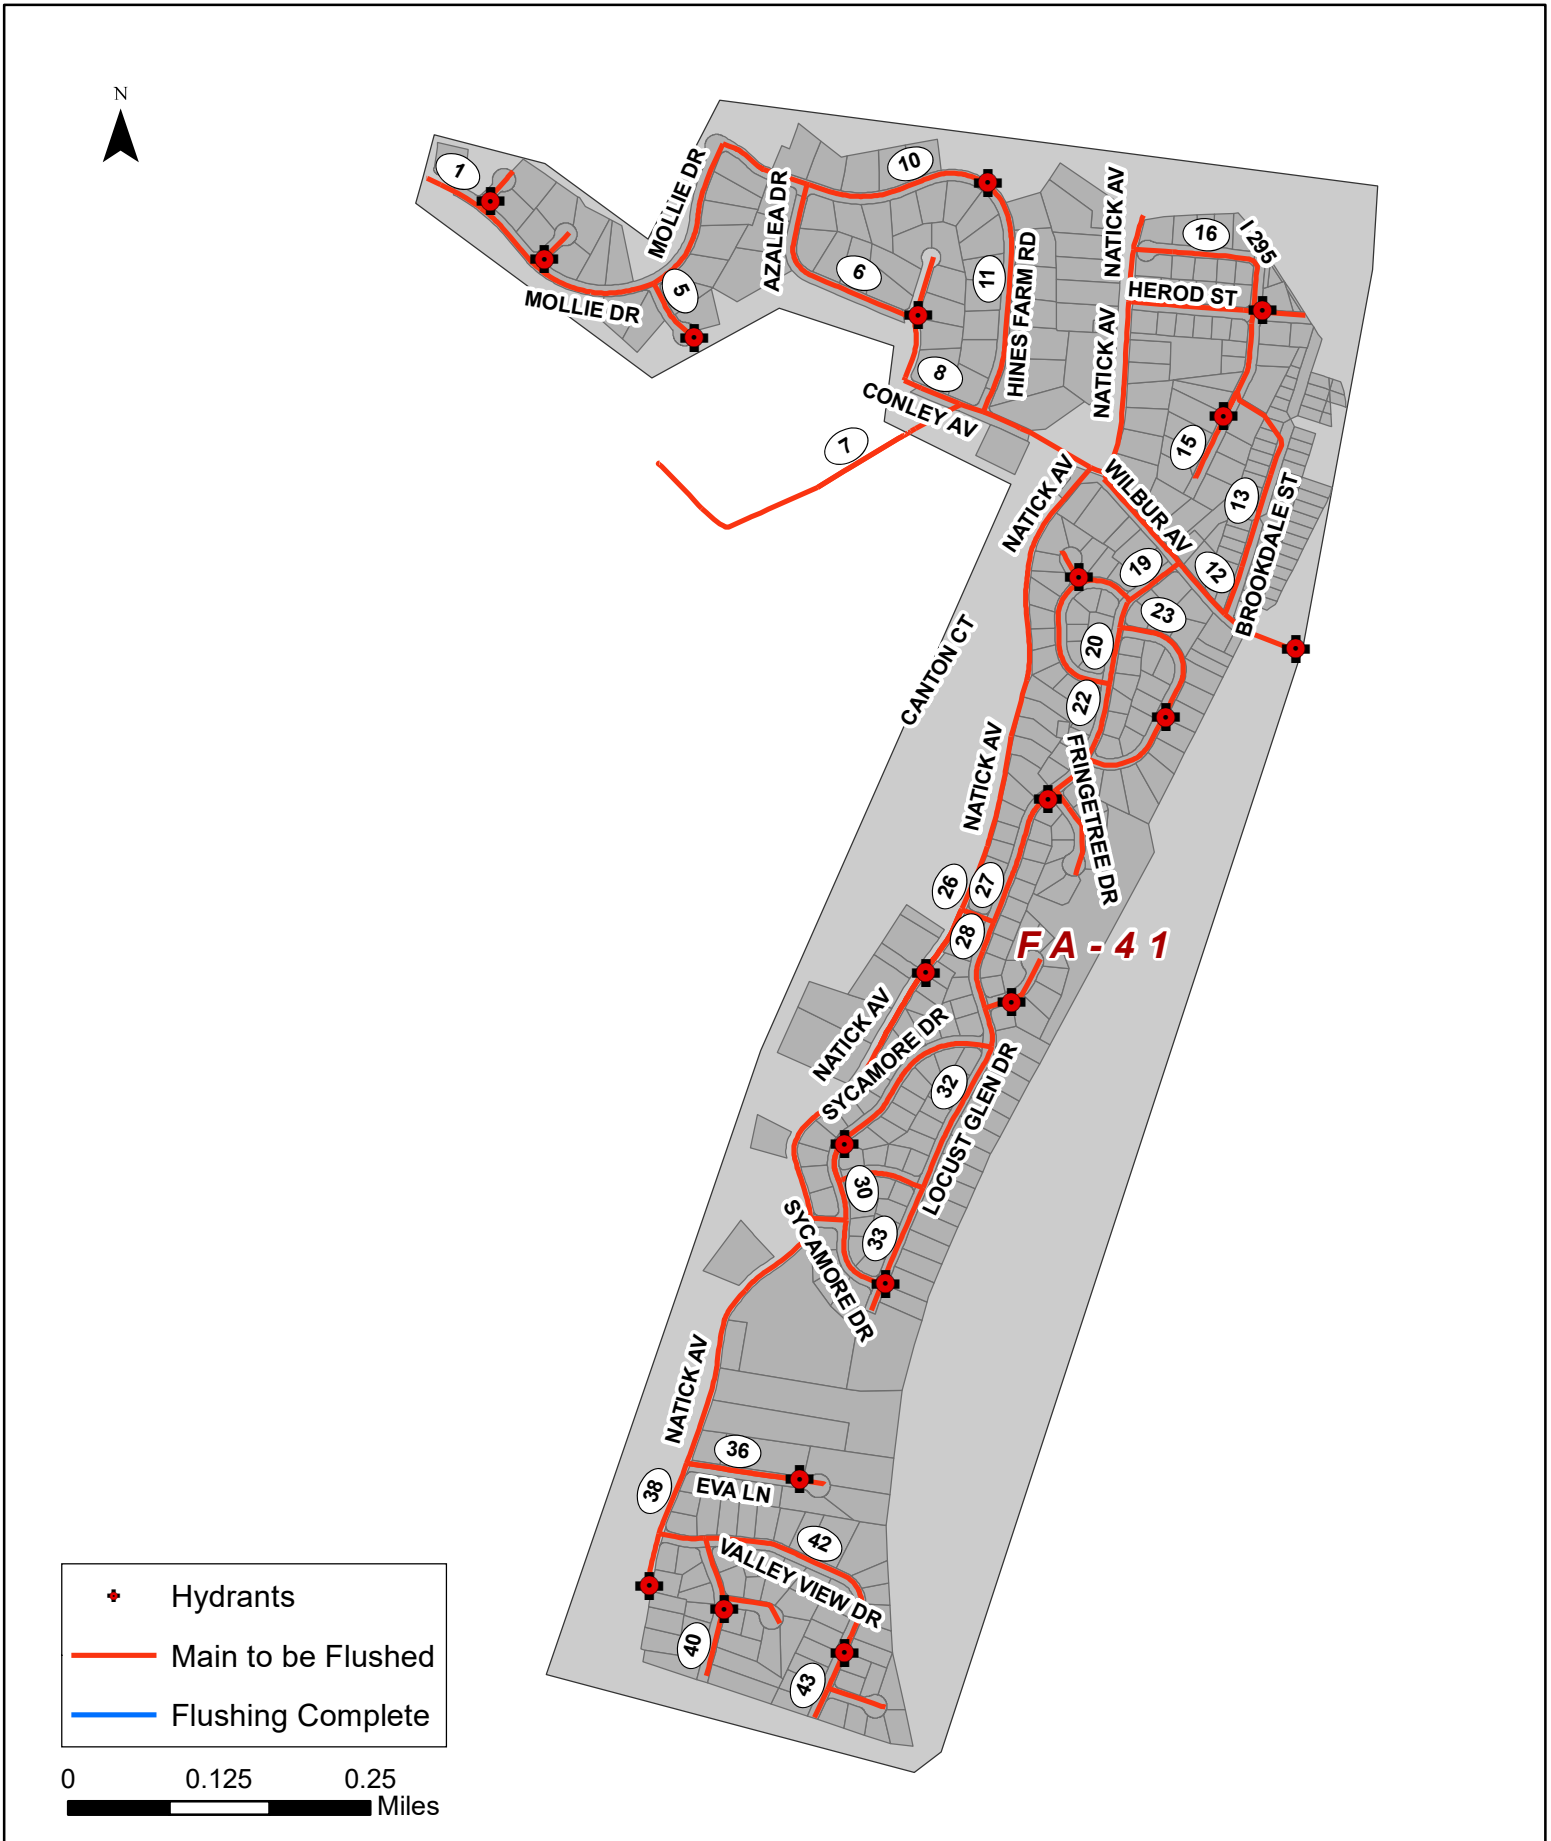 N
1
MOLLIE DR
10
AZALEA DR
NATICK AV
16
I 295
5
6
11
HINES FARM RD
HEROD ST
MOLLIE DR
NATICK AV
8
CONLEY AV
7
15
NATICK AV
WILBUR AV
13
BROOKDALE ST
19
12
23
CANTON CT
20
22
NATICK AV
FRINGETREE DR
26
27
28
FA-41
NATICK AV
SYCAMORE DR
32
LOCUST GLEN DR
30
33
SYCAMORE DR
NATICK AV
36
38
EVA LN
42
VALLEY VIEW DR
40
43
Hydrants
Main to be Flushed
Flushing Complete
0 0.125 0.25
Miles